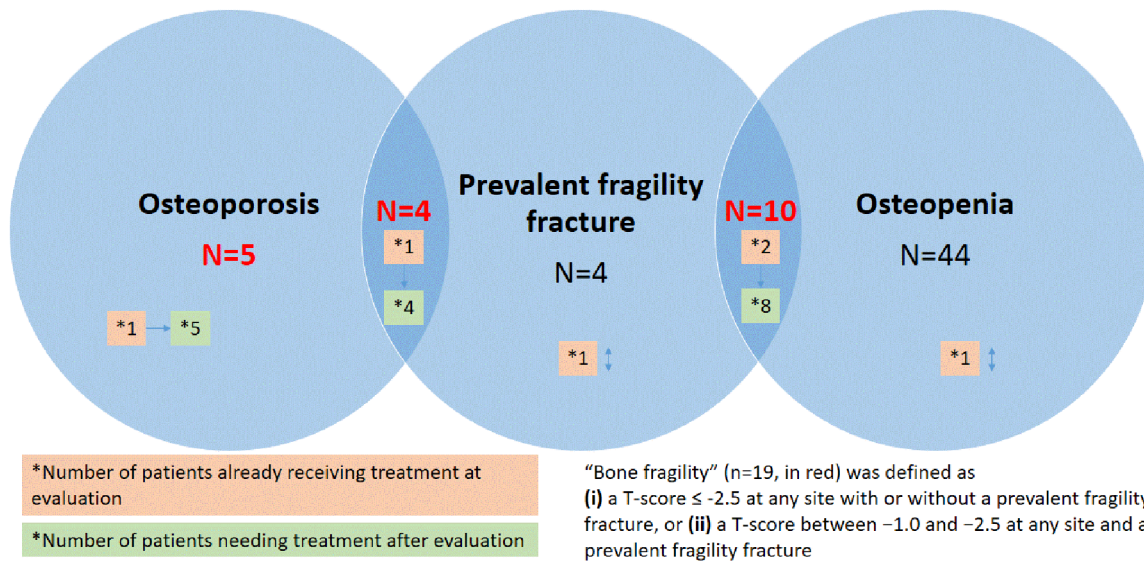 Osteoporosis
N=5
*1
*5
N=4
*1
*4
Prevalent fragility
fracture
N=4
*1
N=10
*2
*8
Osteopenia
N=44
*1
*Number of patients already receiving treatment at
evaluation
*Number of patients needing treatment after evaluation
“Bone fragility” (n=19, in red) was defined as
(i) a T-score ≤ -2.5 at any site with or without a prevalent fragility
fracture, or (ii) a T-score between −1.0 and −2.5 at any site and a
prevalent fragility fracture